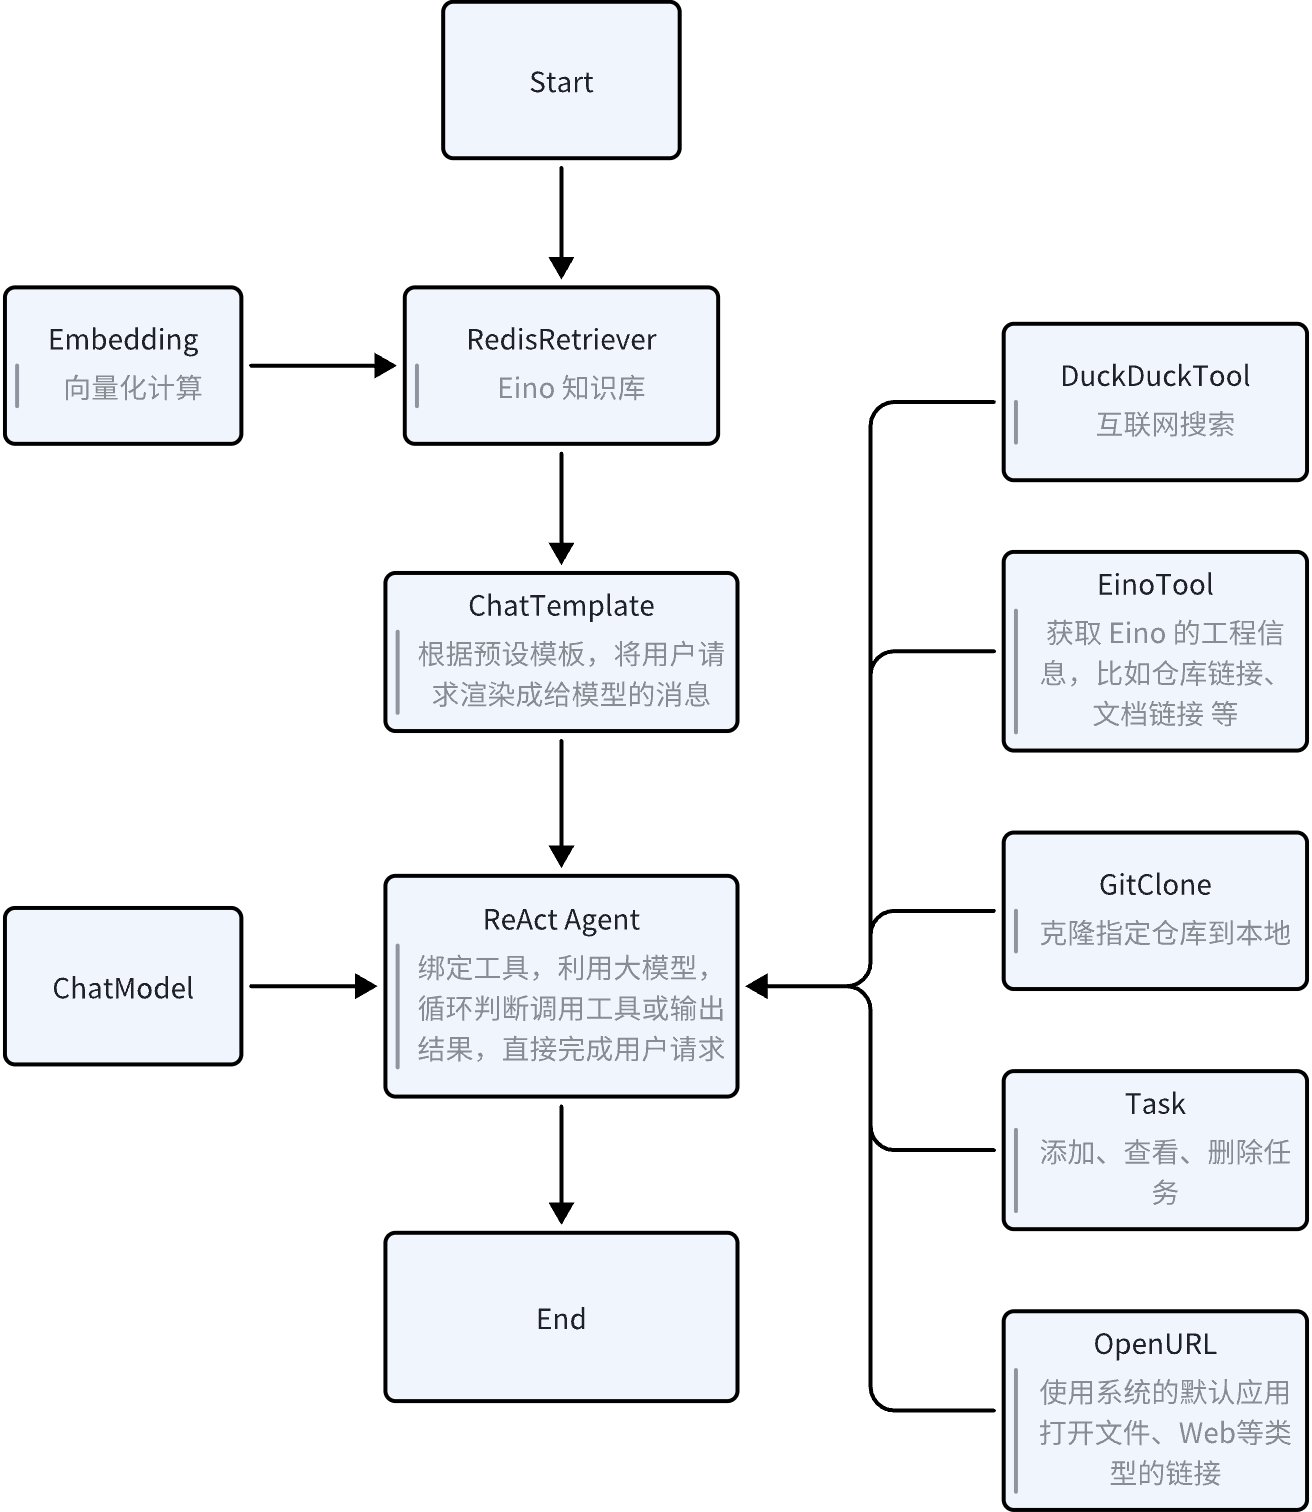 Start
Embedding
向量化计算
RedisRetriever
Eino 知识库
ChatTemplate
根据预设模板，将用户请
求渲染成给模型的消息
ChatModel
ReAct Agent
绑定工具，利用大模型，
循环判断调用工具或输出
结果，直接完成用户请求
End
DuckDuckTool
互联网搜索
EinoTool
获取 Eino 的工程信
息，比如仓库链接、
文档链接 等
GitClone
克隆指定仓库到本地
Task
添加、查看、删除任
务
OpenURL
使用系统的默认应用
打开文件、Web等类
型的链接